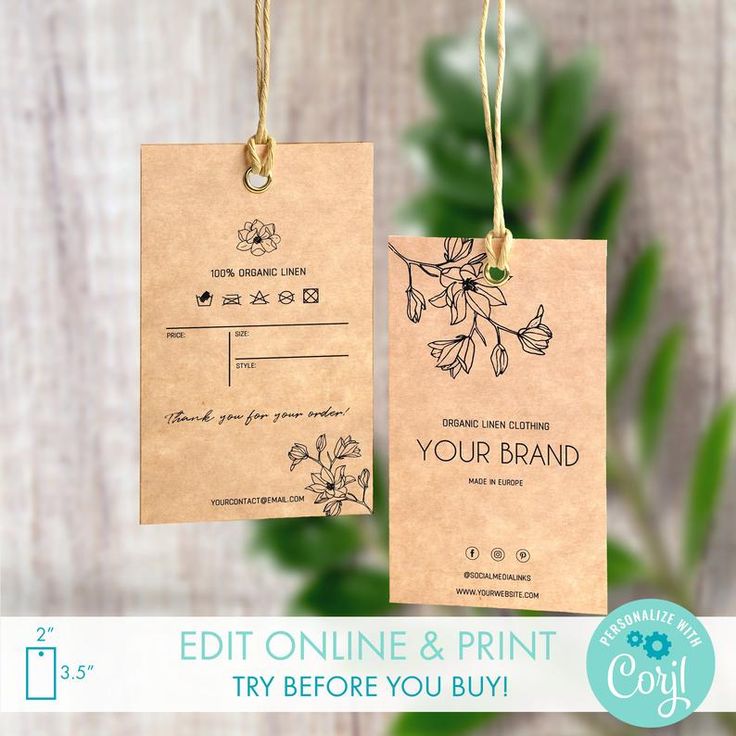 100% ORGANIC LINEN
PRICE:
SIZE:
STYLE:
Thank you for your order!
YOURCONTACT@EMAIL.COM
ORGANIC LINEN CLOTHING
YOUR BRAND
MADE IN EUROPE
@SOCIALMEDIALINKS
WWW.YOURWEBSITE.COM
2”
3.5”
EDIT ONLINE & PRINT
TRY BEFORE YOU BUY!
PERSONALIZE WITH
Corjl